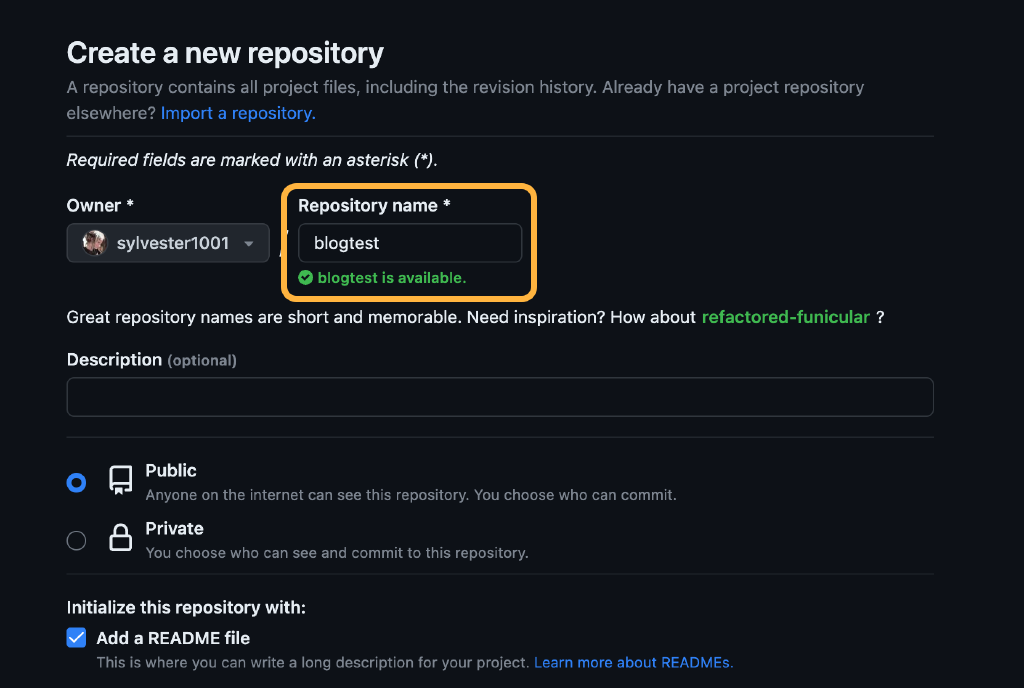 Create a new repository
A repository contains all project files, including the revision history. Already have a project repository
elsewhere? Import a repository.
Required fields are marked with an asterisk (*).
Owner *
Repository name *
sylvester1001
/
blogtest
blogtest is available.
Great repository names are short and memorable. Need inspiration? How about refactored-funicular ?
Description (optional)
Public
Anyone on the internet can see this repository. You choose who can commit.
Private
You choose who can see and commit to this repository.
Initialize this repository with:
Add a README file
This is where you can write a long description for your project. Learn more about READMEs.